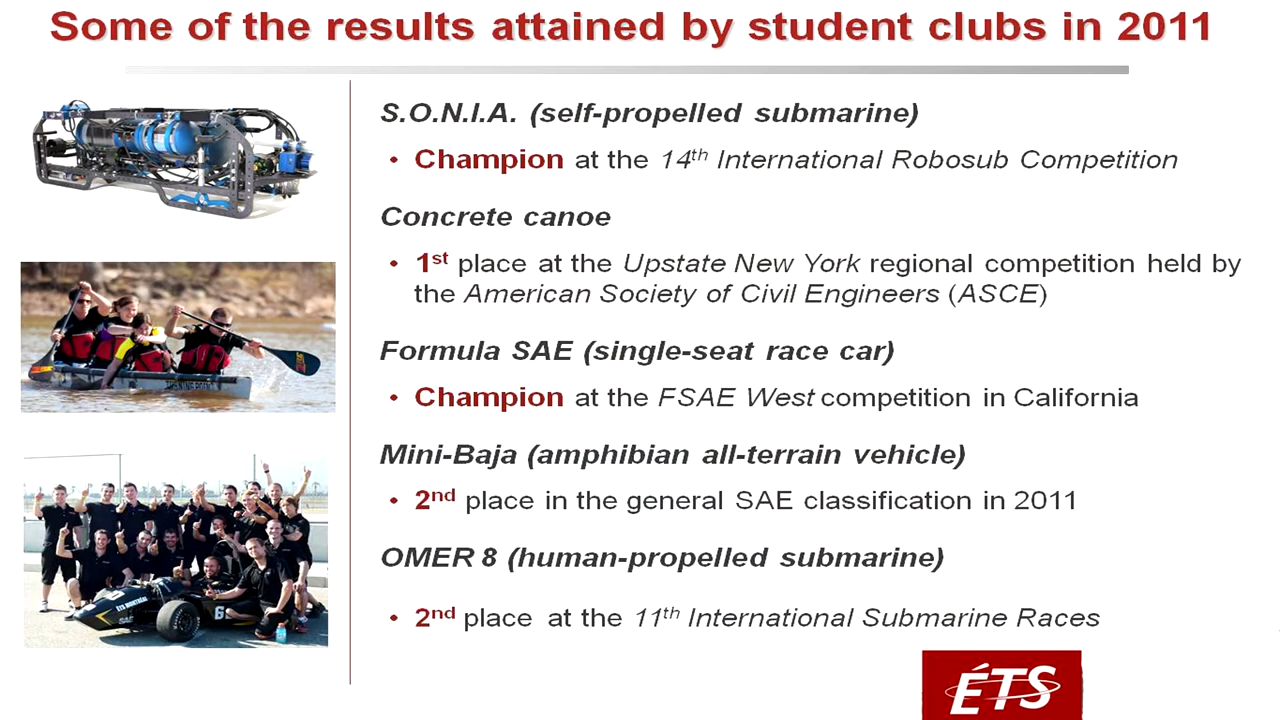 Some of the results attained by student clubs in 2011
S.O.N.I.A. (self-propelled submarine)
• Champion at the 14th International Robosub Competition
Concrete canoe
• 1st place at the Upstate New York regional competition held by
the American Society of Civil Engineers (ASCE)
Formula SAE (single-seat race car)
• Champion at the FSAE West competition in California
Mini-Baja (amphibian all-terrain vehicle)
• 2nd place in the general SAE classification in 2011
OMER 8 (human-propelled submarine)
• 2nd place at the 11th International Submarine Races
ÉTS MONTRÉAL
6
ÉTS